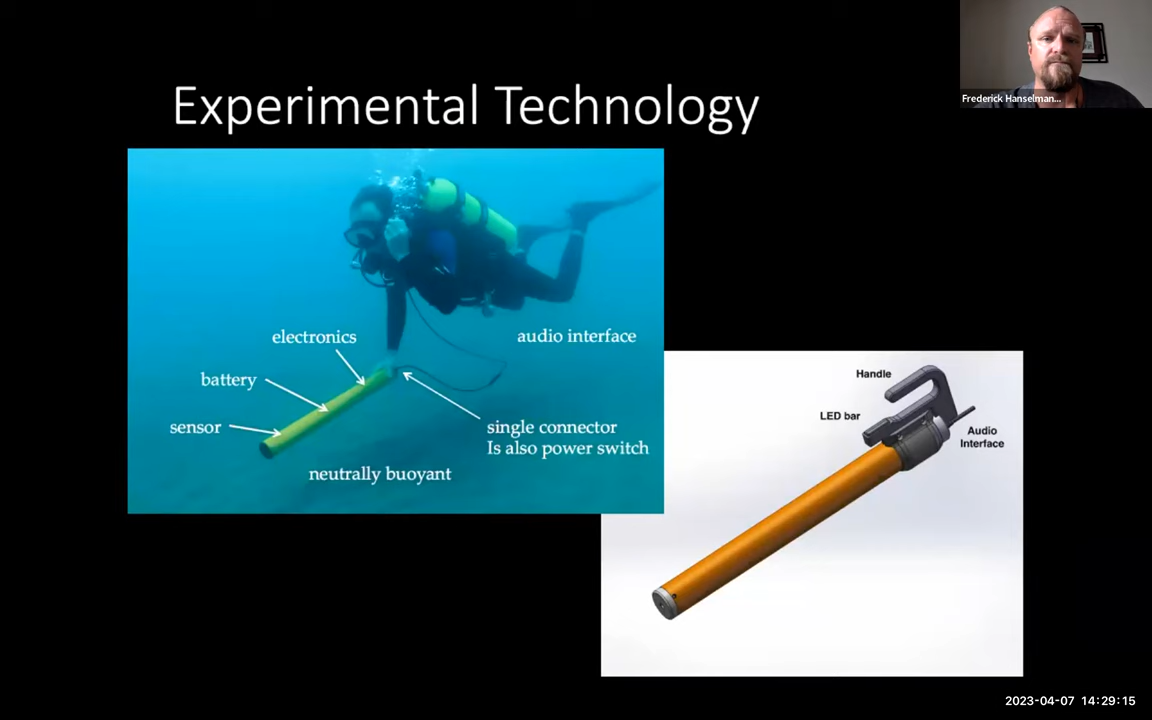 Experimental Technology
Frederick Hanselman...
electronics
audio interface
battery
sensor
single connector
Is also power switch
neutrally buoyant
Handle
LED bar
Audio
Interface
2023-04-07 14:29:15